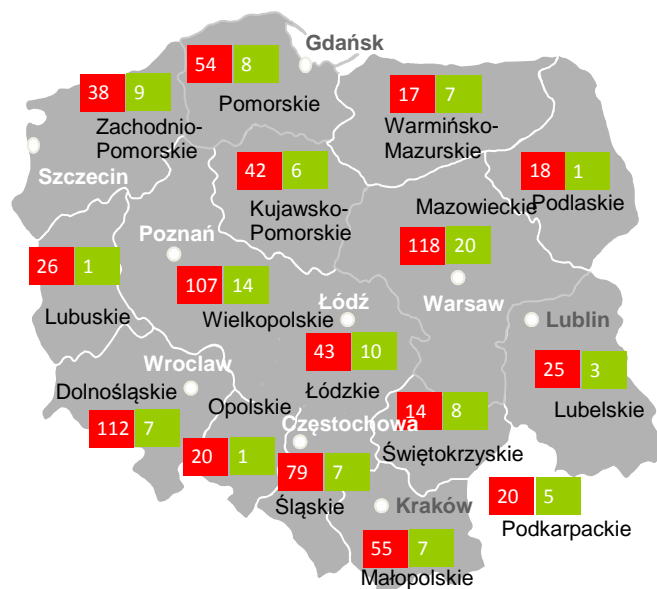 Gdańsk
54 8
Pomorskie
38 9
Zachodnio-
Pomorskie
17 7
Warmińsko-
Mazurskie
Szczecin
42 6
Kujawsko-
Pomorskie
18 1
Podlaskie
Mazowieckie
118 20
Warsaw
Poznań
26 1
Lubuskie
107 14
Wielkopolskie
Łódź
43 10
Łódzkie
Lublin
25 3
Lubelskie
Wroclaw
Dolnośląskie
112 7
Opolskie
20 1
Częstochowa
79 7
Śląskie
14 8
Świętokrzyskie
Kraków
55 7
Małopolskie
20 5
Podkarpackie